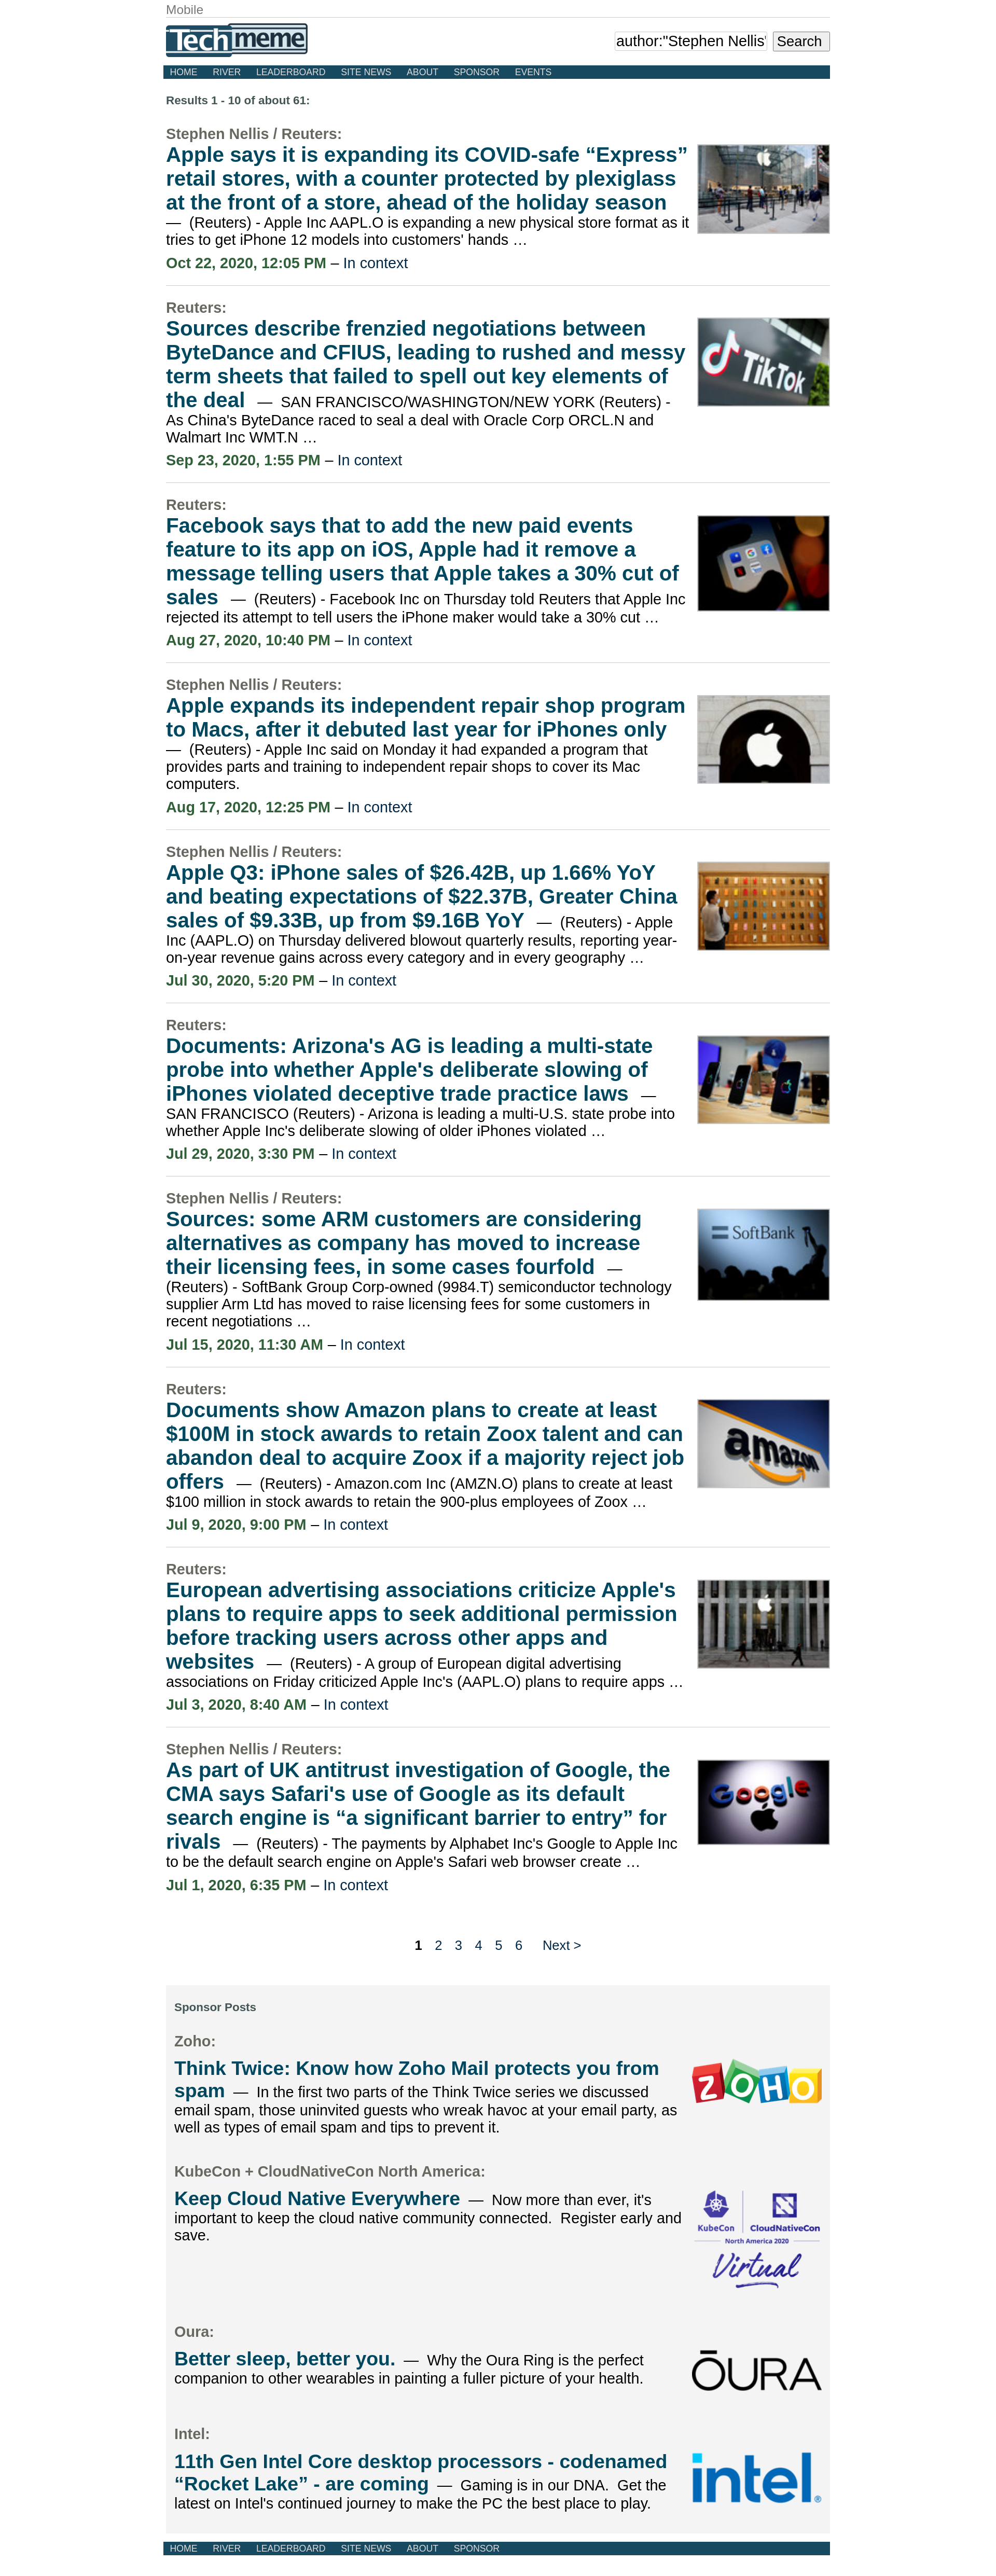 Mobile
Techmeme
author:"Stephen Nellis'
Search
HOME RIVER LEADERBOARD SITE NEWS ABOUT SPONSOR EVENTS
Results 1 - 10 of about 61:
Stephen Nellis / Reuters:
Apple says it is expanding its COVID-safe “Express”
retail stores, with a counter protected by plexiglass
at the front of a store, ahead of the holiday season
— (Reuters) - Apple Inc AAPL.O is expanding a new physical store format as it
tries to get iPhone 12 models into customers' hands …
Oct 22, 2020, 12:05 PM – In context
Reuters:
Sources describe frenzied negotiations between
ByteDance and CFIUS, leading to rushed and messy
term sheets that failed to spell out key elements of
the deal — SAN FRANCISCO/WASHINGTON/NEW YORK (Reuters) -
As China's ByteDance raced to seal a deal with Oracle Corp ORCL.N and
Walmart Inc WMT.N …
Sep 23, 2020, 1:55 PM – In context
TikTok
Reuters:
Facebook says that to add the new paid events
feature to its app on iOS, Apple had it remove a
message telling users that Apple takes a 30% cut of
sales — (Reuters) - Facebook Inc on Thursday told Reuters that Apple Inc
rejected its attempt to tell users the iPhone maker would take a 30% cut …
Aug 27, 2020, 10:40 PM – In context
Stephen Nellis / Reuters:
Apple expands its independent repair shop program
to Macs, after it debuted last year for iPhones only
— (Reuters) - Apple Inc said on Monday it had expanded a program that
provides parts and training to independent repair shops to cover its Mac
computers.
Aug 17, 2020, 12:25 PM – In context
Stephen Nellis / Reuters:
Apple Q3: iPhone sales of $26.42B, up 1.66% YoY
and beating expectations of $22.37B, Greater China
sales of $9.33B, up from $9.16B YoY — (Reuters) - Apple
Inc (AAPL.O) on Thursday delivered blowout quarterly results, reporting year-
on-year revenue gains across every category and in every geography …
Jul 30, 2020, 5:20 PM – In context
Reuters:
Documents: Arizona's AG is leading a multi-state
probe into whether Apple's deliberate slowing of
iPhones violated deceptive trade practice laws —
SAN FRANCISCO (Reuters) - Arizona is leading a multi-U.S. state probe into
whether Apple Inc's deliberate slowing of older iPhones violated …
Jul 29, 2020, 3:30 PM – In context
Stephen Nellis / Reuters:
Sources: some ARM customers are considering
alternatives as company has moved to increase
their licensing fees, in some cases fourfold —
(Reuters) - SoftBank Group Corp-owned (9984.T) semiconductor technology
supplier Arm Ltd has moved to raise licensing fees for some customers in
recent negotiations …
Jul 15, 2020, 11:30 AM – In context
SoftBank
Reuters:
Documents show Amazon plans to create at least
$100M in stock awards to retain Zoox talent and can
abandon deal to acquire Zoox if a majority reject job
offers — (Reuters) - Amazon.com Inc (AMZN.O) plans to create at least
$100 million in stock awards to retain the 900-plus employees of Zoox …
Jul 9, 2020, 9:00 PM – In context
amazon
Reuters:
European advertising associations criticize Apple's
plans to require apps to seek additional permission
before tracking users across other apps and
websites — (Reuters) - A group of European digital advertising
associations on Friday criticized Apple Inc's (AAPL.O) plans to require apps …
Jul 3, 2020, 8:40 AM – In context
Stephen Nellis / Reuters:
As part of UK antitrust investigation of Google, the
CMA says Safari's use of Google as its default
search engine is “a significant barrier to entry” for
rivals — (Reuters) - The payments by Alphabet Inc's Google to Apple Inc
to be the default search engine on Apple's Safari web browser create …
Jul 1, 2020, 6:35 PM – In context
Google
1 2 3 4 5 6 Next >
Sponsor Posts
Zoho:
Think Twice: Know how Zoho Mail protects you from
spam — In the first two parts of the Think Twice series we discussed
email spam, those uninvited guests who wreak havoc at your email party, as
well as types of email spam and tips to prevent it.
ZOHO
KubeCon + CloudNativeCon North America:
Keep Cloud Native Everywhere — Now more than ever, it's
important to keep the cloud native community connected. Register early and
save.
KubeCon CloudNativeCon
North America 2020
Virtual
Oura:
Better sleep, better you. — Why the Oura Ring is the perfect
companion to other wearables in painting a fuller picture of your health.
ŌURA
Intel:
11th Gen Intel Core desktop processors - codenamed
“Rocket Lake” - are coming — Gaming is in our DNA. Get the
latest on Intel's continued journey to make the PC the best place to play.
intel®
HOME RIVER LEADERBOARD SITE NEWS ABOUT SPONSOR